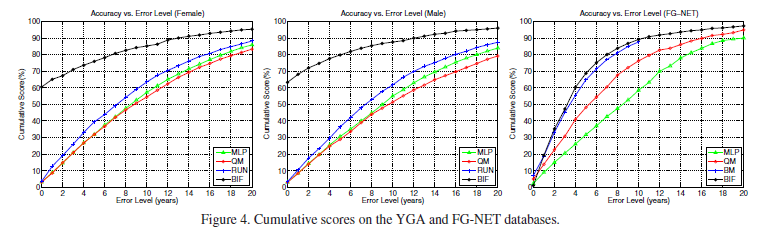 Accuracy vs. Error Level (Female)
Cumulative Score(%)
100
90
80
70
60
50
40
30
20
10
0
0 2 4 6 8 10 12 14 16 18 20
Error Level (years)
MLP
QM
RUN
BIF
Accuracy vs. Error Level (Male)
Cumulative Score(%)
100
90
80
70
60
50
40
30
20
10
0
0 2 4 6 8 10 12 14 16 18 20
Error Level (years)
MLP
QM
RUN
BIF
Accuracy vs. Error Level (FG−NET)
Cumulative Score(%)
100
90
80
70
60
50
40
30
20
10
0
0 2 4 6 8 10 12 14 16 18 20
Error Level (years)
MLP
QM
BM
BIF
Figure 4. Cumulative scores on the YGA and FG-NET databases.